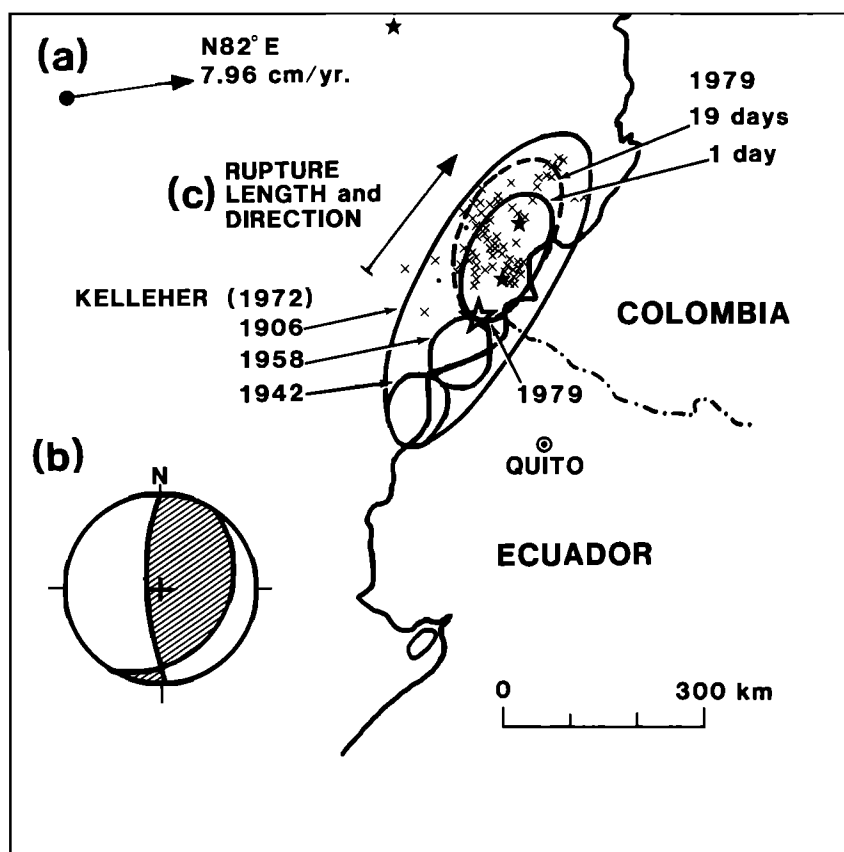 (a)
N82° E
7.96 cm/yr.
1979
19 days
1 day
(c) RUPTURE
LENGTH and
DIRECTION
KELLEHER (1972)
1906
1958
1942
1979
COLOMBIA
QUITO
ECUADOR
(b)
N
0 300 km